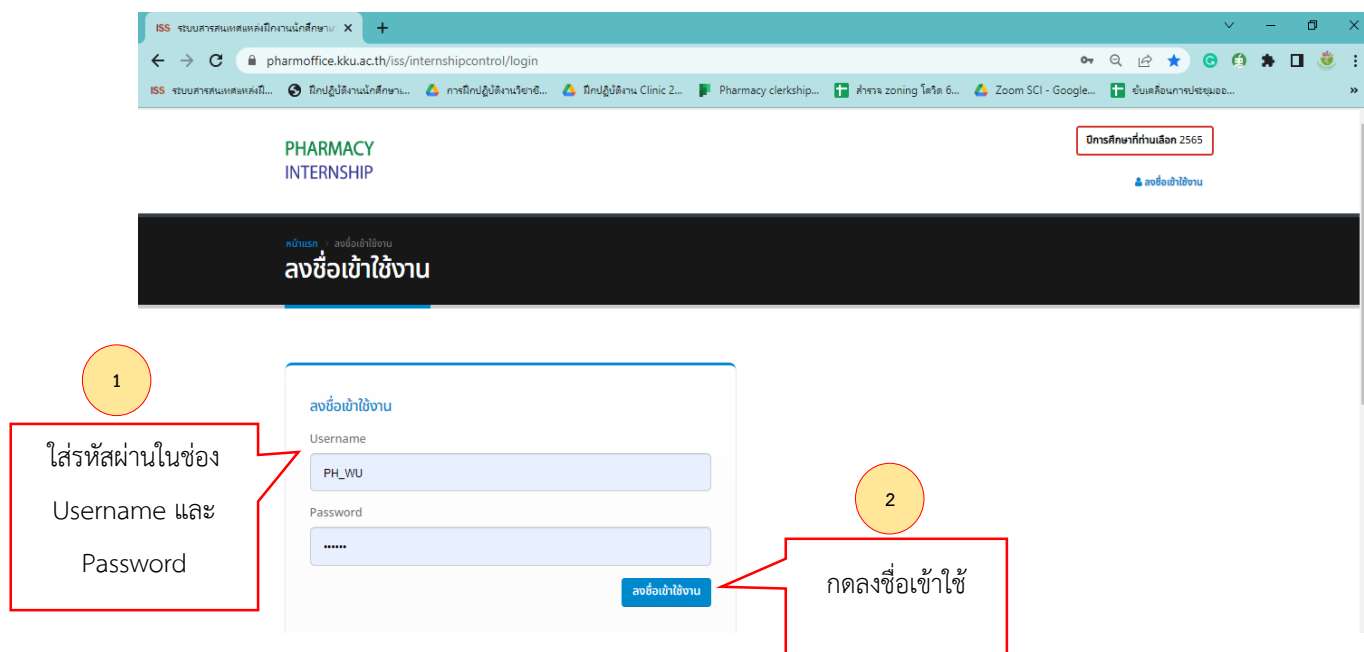 ISS ระบบสารสนเทศแหล่งฝึกงานนักศึกษาเภ
pharmoffice.kku.ac.th/iss/internshipcontrol/login
ISS ระบบสารสนเทศแหล่งฝึ... ฝึกปฏิบัติงานนักศึกษาเ... การฝึกปฏิบัติงานวิชาชี... ฝึกปฏิบัติงาน Clinic 2... Pharmacy clerkship... สำรวจ zoning โควิด 6... Zoom SCI - Google... ขับเคลื่อนการประชุมออ... »
PHARMACY
INTERNSHIP
ปีการศึกษาที่ท่านเลือก 2565
ลงชื่อเข้าใช้งาน
หน้าแรก › ลงชื่อเข้าใช้งาน
ลงชื่อเข้าใช้งาน
1
ใส่รหัสผ่านในช่อง
Username และ
Password
ลงชื่อเข้าใช้งาน
Username
PH_WU
Password
••••••
ลงชื่อเข้าใช้งาน
2
กดลงชื่อเข้าใช้